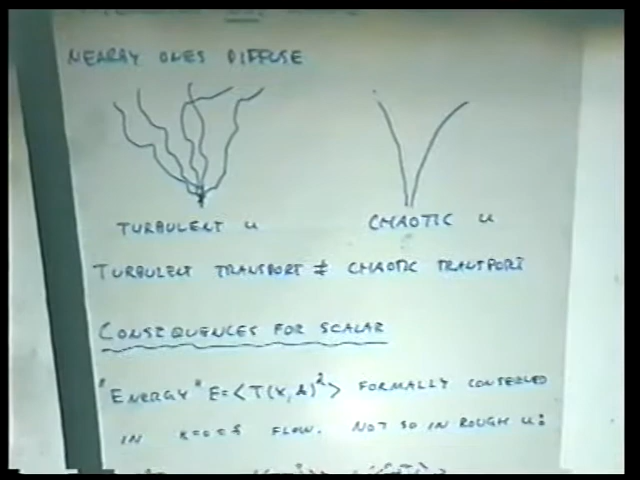 NEARBY ONES DIFFUSE
TURBULENT u CHAOTIC u
TURBULENT TRANSPORT ≠ CHAOTIC TRANSPORT
CONSEQUENCES FOR SCALAR
"ENERGY" E=<T(x,t)²> FORMALLY CONSERVED
IN FLOW. NOT SO IN ROUGH u: